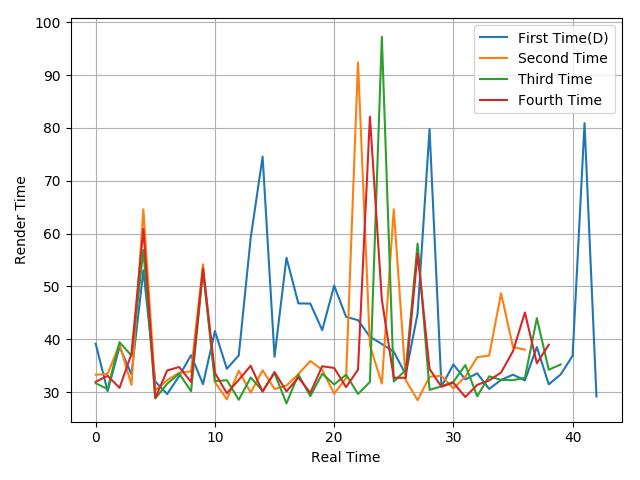 100
90
80
70
60
50
40
30
0
10
20
30
40
Render Time
Real Time
First Time(D)
Second Time
Third Time
Fourth Time